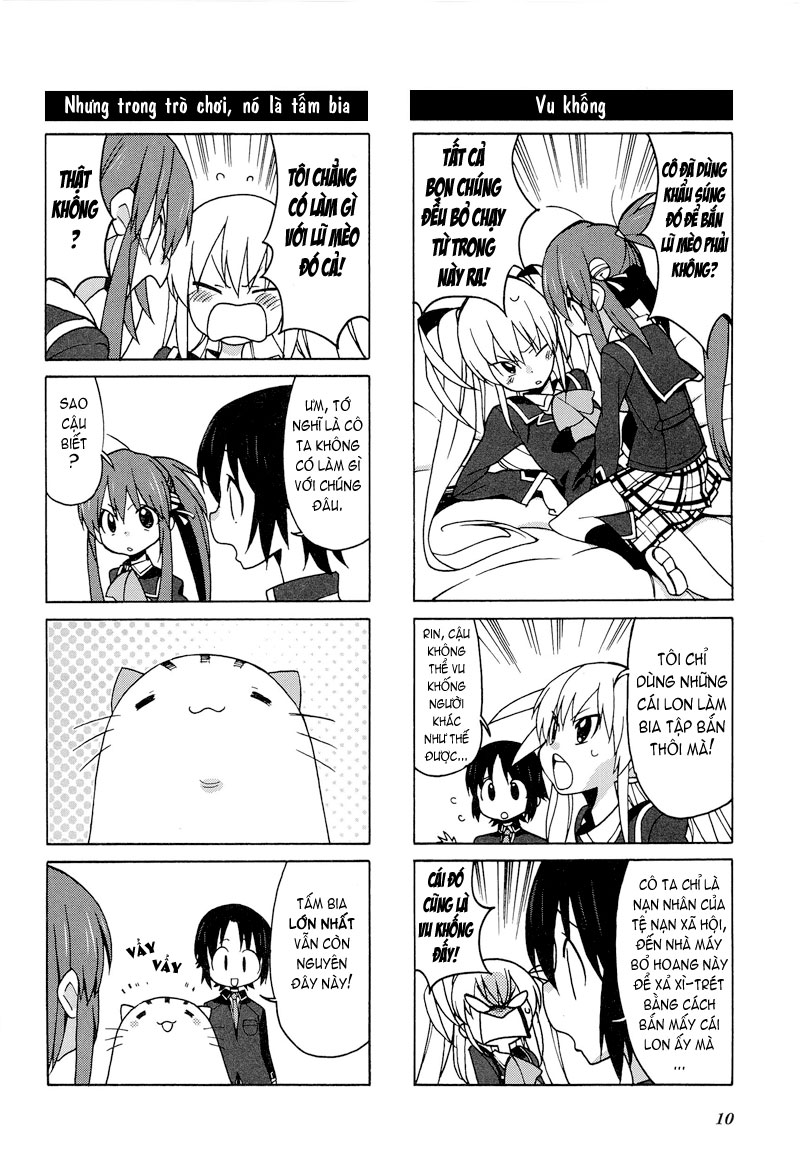 Vu khống
CÔ ĐÃ DÙNG
KHẨU SÚNG
ĐÓ ĐỂ BẮN
LŨ MÈO PHẢI
KHÔNG?
TẤT CẢ
BỌN CHÚNG
ĐỀU BỎ CHẠY
TỪ TRONG
NÀY RA!
TÔI CHỈ
DÙNG NHỮNG
CÁI LON LÀM
BIA TẬP BẮN
THÔI MÀ!
RIN, CẬU
KHÔNG
THỂ VU
KHỐNG
NGƯỜI
KHÁC
NHƯ THẾ
ĐƯỢC...
CÔ TA CHỈ LÀ
NẠN NHÂN CỦA
TỆ NẠN XÃ HỘI,
ĐẾN NHÀ MÁY
BỎ HOANG NÀY
ĐỂ XẢ XÌ-TRÉT
BẰNG CÁCH
BẮN MẤY CÁI
LON ẤY MÀ
...
CÁI ĐÓ
CŨNG LÀ
VU KHỐNG
ĐẤY!
Nhưng trong trò chơi, nó là tấm bia
TÔI CHẲNG
CÓ LÀM GÌ
VỚI LŨ MÈO
ĐÓ CẢ!
THẬT
KHÔNG
?
ƯM, TỚ
NGHĨ LÀ CÔ
TA KHÔNG
CÓ LÀM GÌ
VỚI CHÚNG
ĐÂU.
SAO
CẬU
BIẾT
?
TẤM BIA
LỚN NHẤT
VẪN CÒN
NGUYÊN
ĐÂY NÀY!
VẪY
VẪY
10